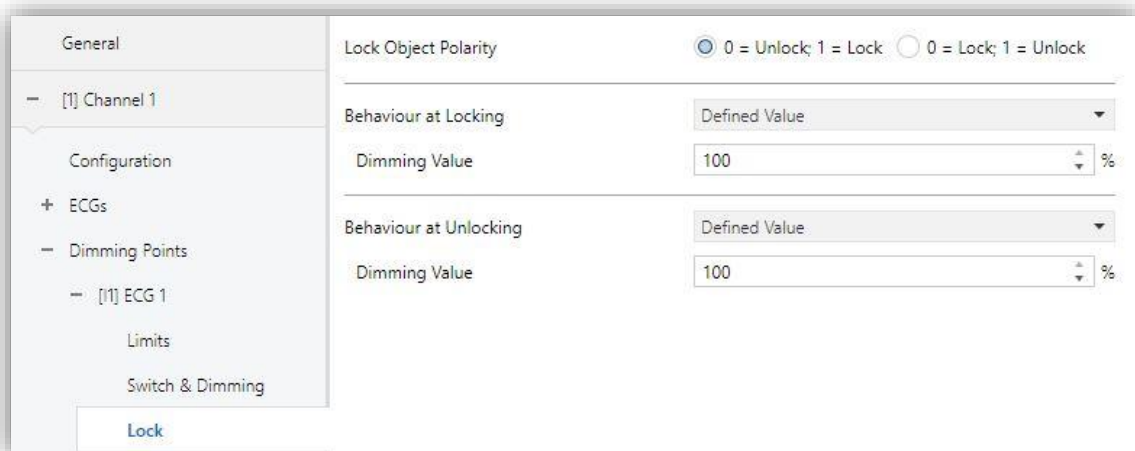 General
[1] Channel 1
Configuration
ECGs
Dimming Points
[I1] ECG 1
Limits
Switch & Dimming
Lock
Lock Object Polarity 0 = Unlock; 1 = Lock 0 = Lock; 1 = Unlock
Behaviour at Locking Defined Value
Dimming Value 100 %
Behaviour at Unlocking Defined Value
Dimming Value 100 %